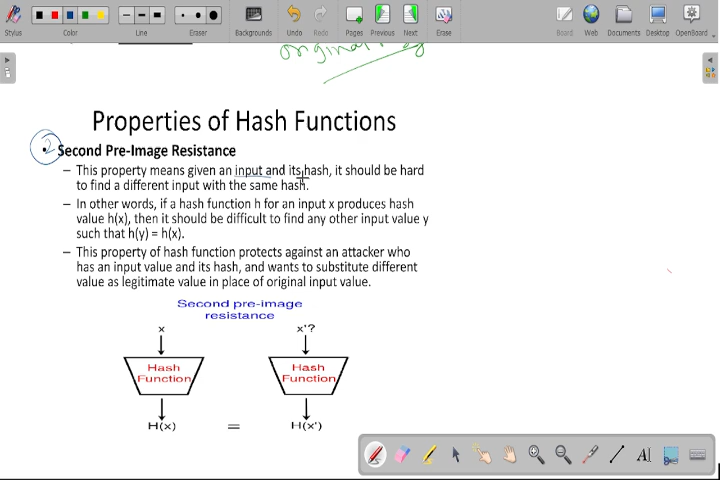 Stylus
Color
Line
Eraser
Backgrounds
Undo
Redo
Pages
Previous
Next
Erase
Board
Web
Documents
Desktop
OpenBoard
original
Properties of Hash Functions
2
• Second Pre-Image Resistance
– This property means given an input and its hash, it should be hard
to find a different input with the same hash.
– In other words, if a hash function h for an input x produces hash
value h(x), then it should be difficult to find any other input value y
such that h(y) = h(x).
– This property of hash function protects against an attacker who
has an input value and its hash, and wants to substitute different
value as legitimate value in place of original input value.
Second pre-image
resistance
x x'?
Hash Hash
Function Function
H(x) = H(x')
AI